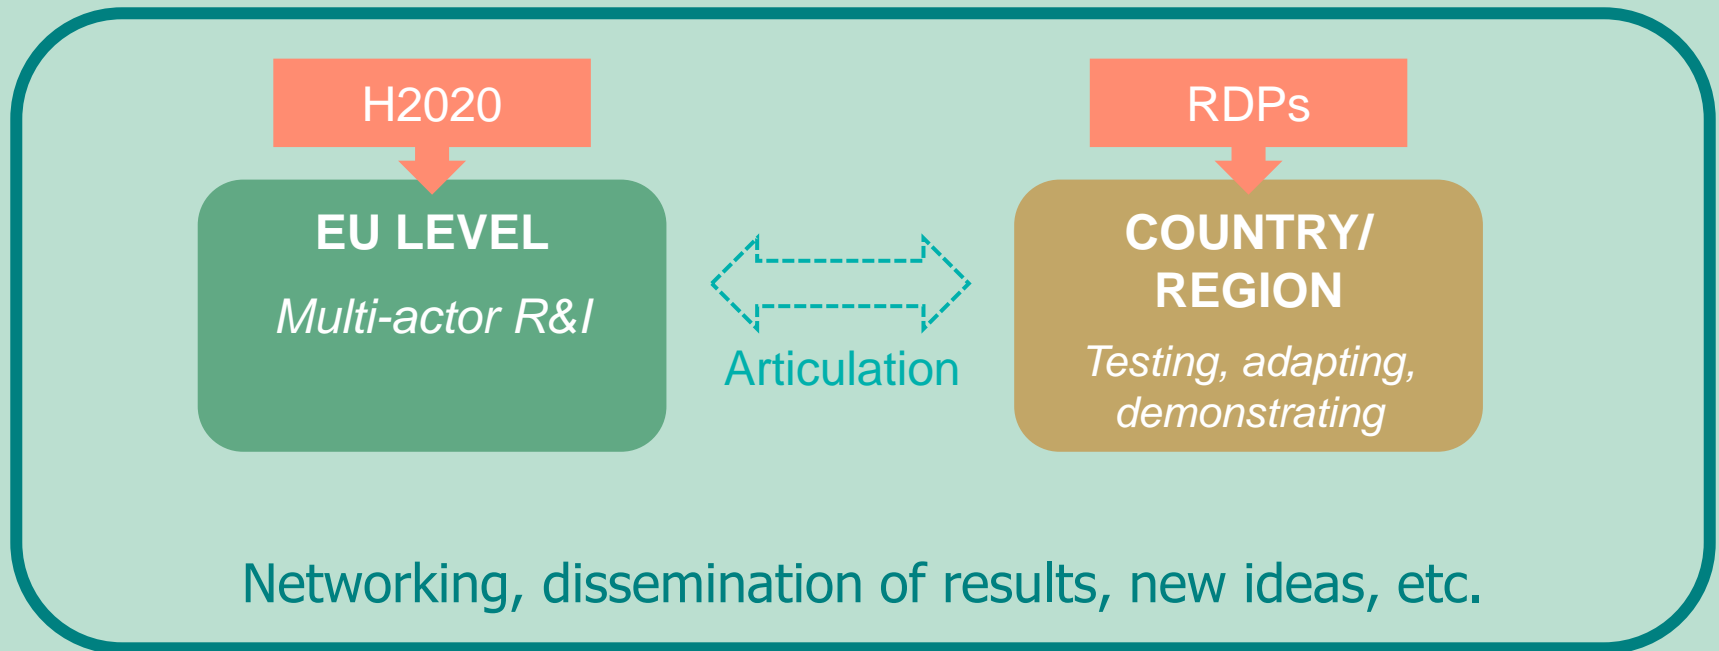 H2020
RDPs
EU LEVEL
Multi-actor R&I
Articulation
COUNTRY/
REGION
Testing, adapting,
demonstrating
Networking, dissemination of results, new ideas, etc.